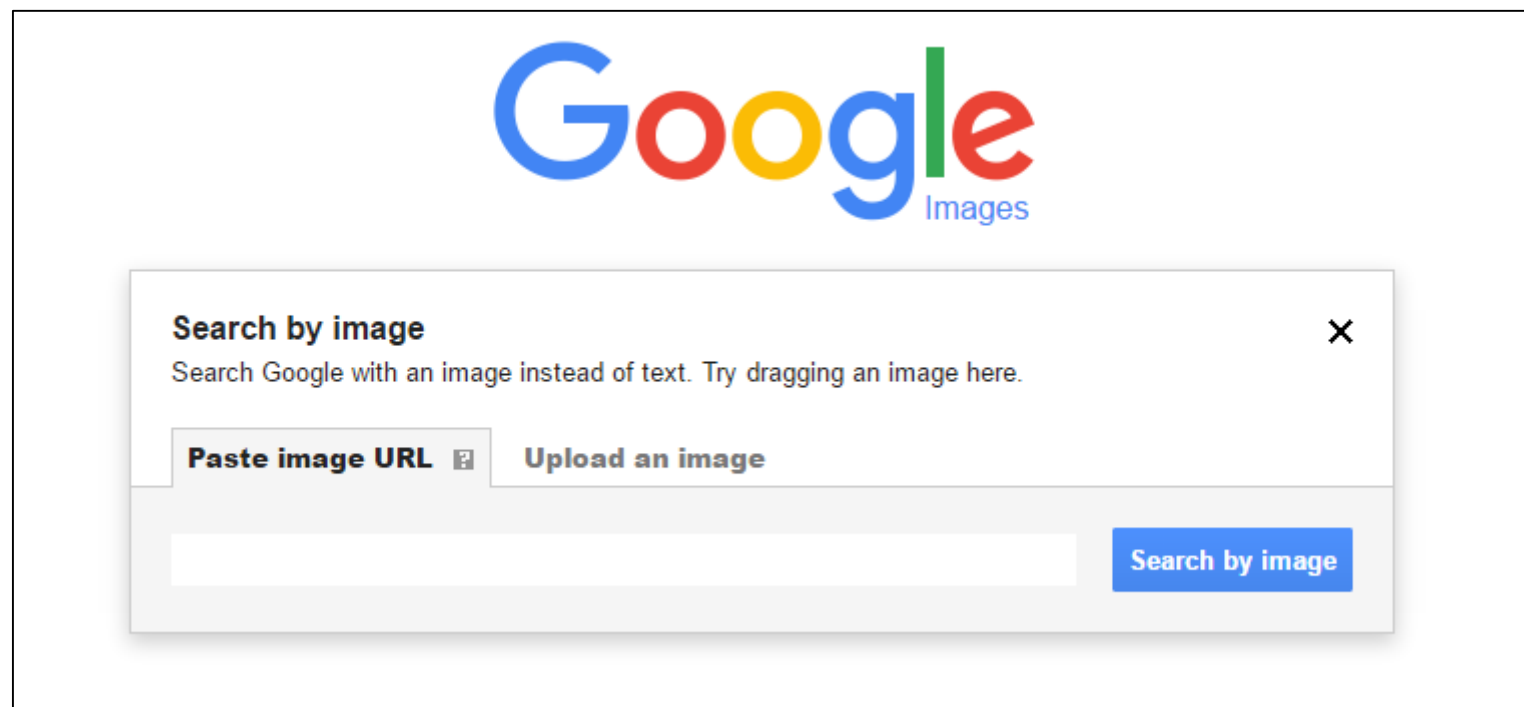 Google
Images
Search by image
Search Google with an image instead of text. Try dragging an image here.
Paste image URL ? Upload an image
Search by image